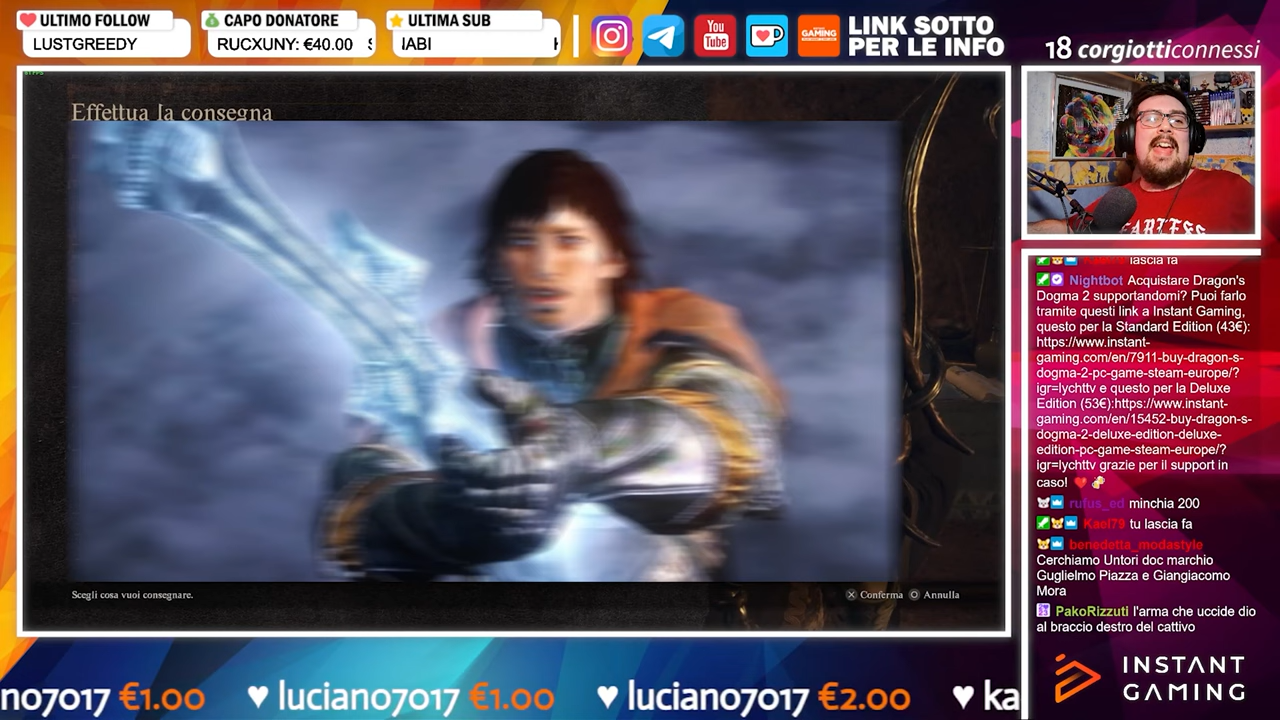 ULTIMO FOLLOW
LUSTGREEDY
CAPO DONATORE
RUCXUNY: €40.00
ULTIMA SUB
IABI
You
Tube
INSTANT
GAMING
LINK SOTTO
PER LE INFO
18 corgiotticonnessi
Effettua la consegna
Scegli cosa vuoi consegnare.
Conferma
Annulla
lascia fa
Nightbot Acquistare Dragon's
Dogma 2 supportandomi? Puoi farlo
tramite questi link a Instant Gaming,
questo per la Standard Edition (43€):
https://www.instant-
gaming.com/en/7911-buy-dragon-s-
dogma-2-pc-game-steam-europe/?
igr=lychttv e questo per la Deluxe
Edition (53€):https://www.instant-
gaming.com/en/15452-buy-dragon-s-
dogma-2-deluxe-edition-deluxe-
edition-pc-game-steam-europe/?
igr=lychttv grazie per il support in
caso!
rufus_ed minchia 200
Kael79 tu lascia fa
benedetta_modastyle
Cerchiamo Untori doc marchio
Guglielmo Piazza e Giangiacomo
Mora
PakoRizzuti l'arma che uccide dio
al braccio destro del cattivo
INSTANT
GAMING
no7017 €1.00 ♥ luciano7017 €1.00 ♥ luciano7017 €2.00 ♥ ka